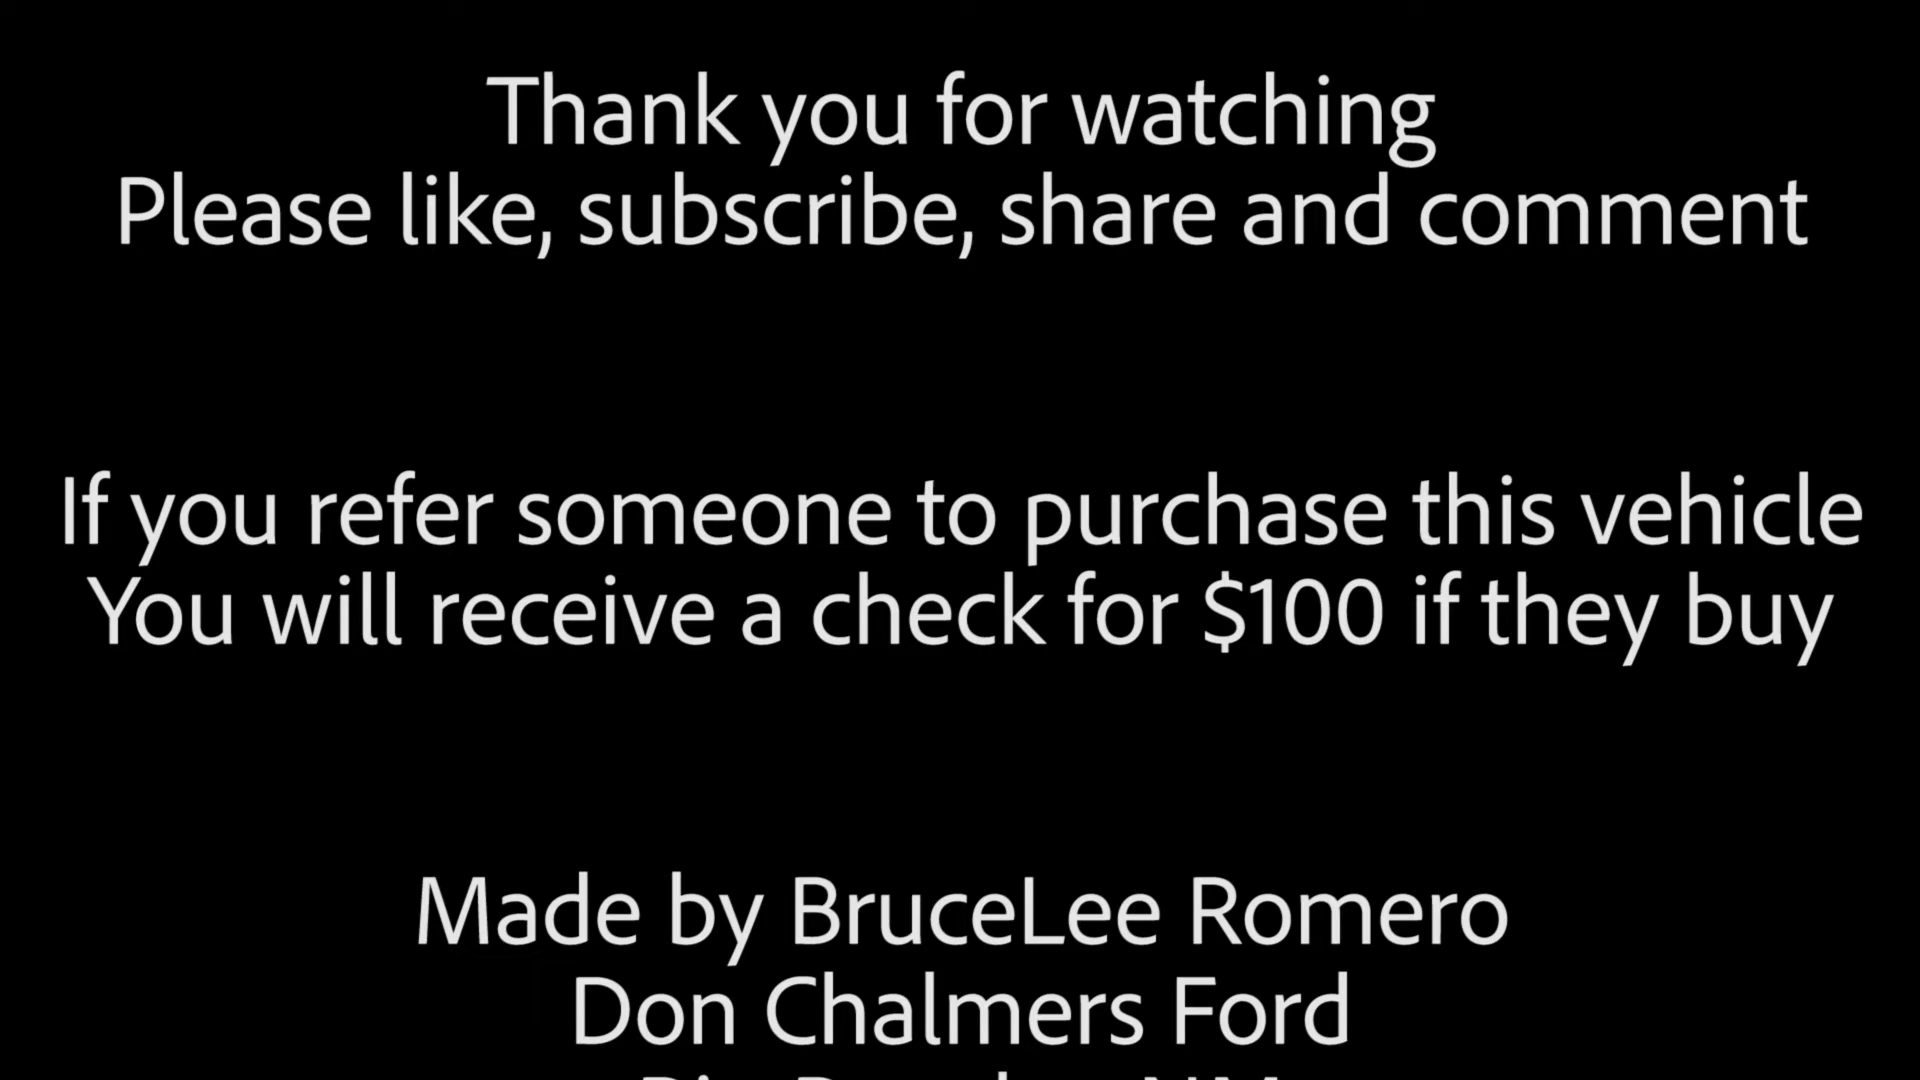 Thank you for watching
Please like, subscribe, share and comment
If you refer someone to purchase this vehicle
You will receive a check for $100 if they buy
Made by BruceLee Romero
Don Chalmers Ford